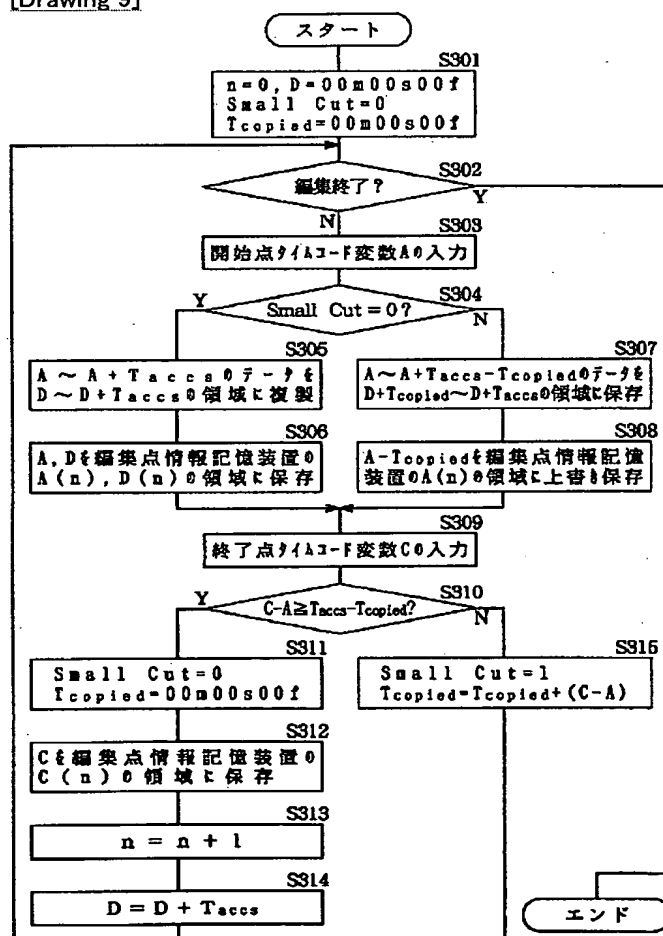 [Drawing 9]
スタート
S301
n=0, D=00m00s00f
Small Cut=0
Tcopied=00m00s00f
S302
編集終了?
Y
N
S303
開始点タイムコード変数Aの入力
S304
Y
Small Cut=0?
N
S305
A ~ A + Taccsのデータを
D ~ D + Taccsの領域に複製
S307
A~A+Taccs-Tcopiedのデータを
D+Tcopied~D+Taccsの領域に保存
S306
A, Dを編集点情報記憶装置の
A(n), D(n)の領域に保存
S308
A-Tcopiedを編集点情報記憶
装置のA(n)の領域に上書き保存
S309
終了点タイムコード変数Cの入力
S310
Y
C-A≧Taccs-Tcopied?
N
S311
Small Cut=0
Tcopied=00m00s00f
S315
Small Cut=1
Tcopied=Tcopied+(C-A)
S312
Cを編集点情報記憶装置の
C(n)の領域に保存
S313
n = n + 1
S314
D = D + Taccs
エンド